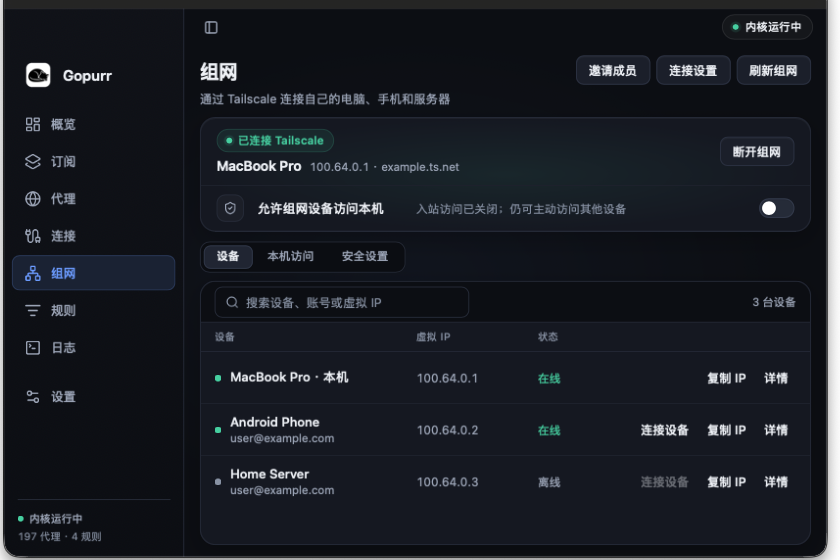 内核运行中
Gopurr
概览
订阅
代理
连接
组网
规则
日志
设置
内核运行中
197 代理 · 4 规则
组网
邀请成员 连接设置 刷新组网
通过 Tailscale 连接自己的电脑、手机和服务器
已连接 Tailscale
MacBook Pro 100.64.0.1 · example.ts.net
断开组网
允许组网设备访问本机 入站访问已关闭；仍可主动访问其他设备
设备 本机访问 安全设置
搜索设备、账号或虚拟 IP 3 台设备
设备 虚拟 IP 状态
MacBook Pro · 本机 100.64.0.1 在线 复制 IP 详情
Android Phone
user@example.com
100.64.0.2 在线 连接设备 复制 IP 详情
Home Server
user@example.com
100.64.0.3 离线 连接设备 复制 IP 详情